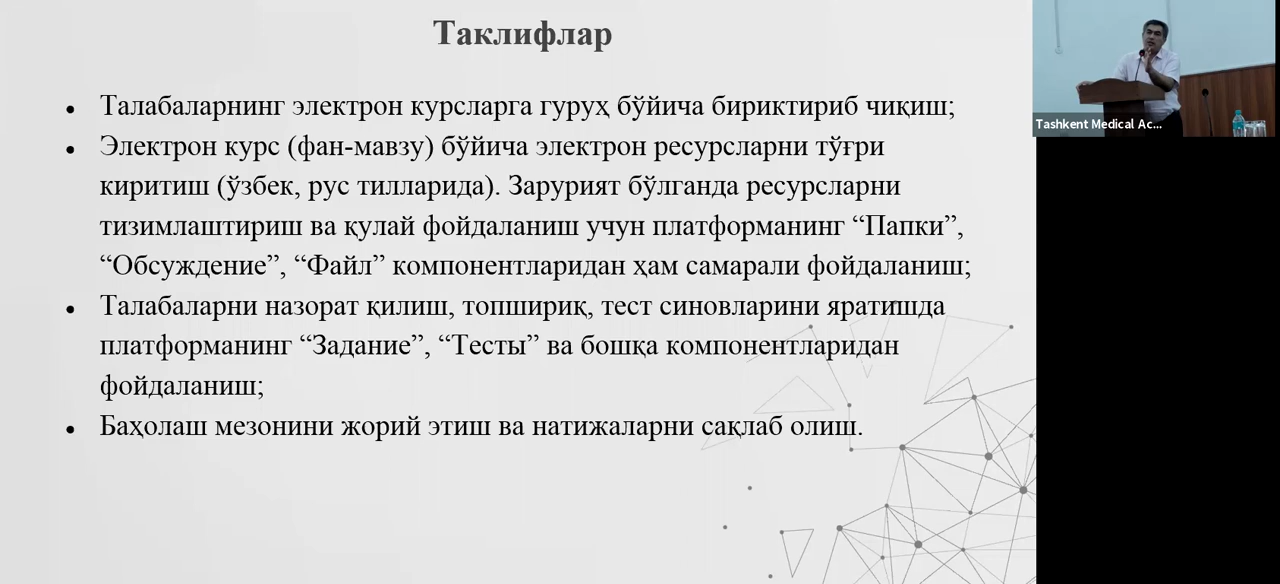 Таклифлар
Талабаларнинг электрон курсларга гуруҳ бўйича бириктириб чиқиш;
Электрон курс (фан-мавзу) бўйича электрон ресурсларни тўғри
киритиш (ўзбек, рус тилларида). Зарурият бўлганда ресурсларни
тизимлаштириш ва қулай фойдаланиш учун платформанинг “Папки”,
“Обсуждение”, “Файл” компонентларидан ҳам самарали фойдаланиш;
Талабаларни назорат қилиш, топшириқ, тест синовларини яратишда
платформанинг “Задание”, “Тесты” ва бошқа компонентларидан
фойдаланиш;
Баҳолаш мезонини жорий этиш ва натижаларни сақлаб олиш.
Tashkent Medical Ac...